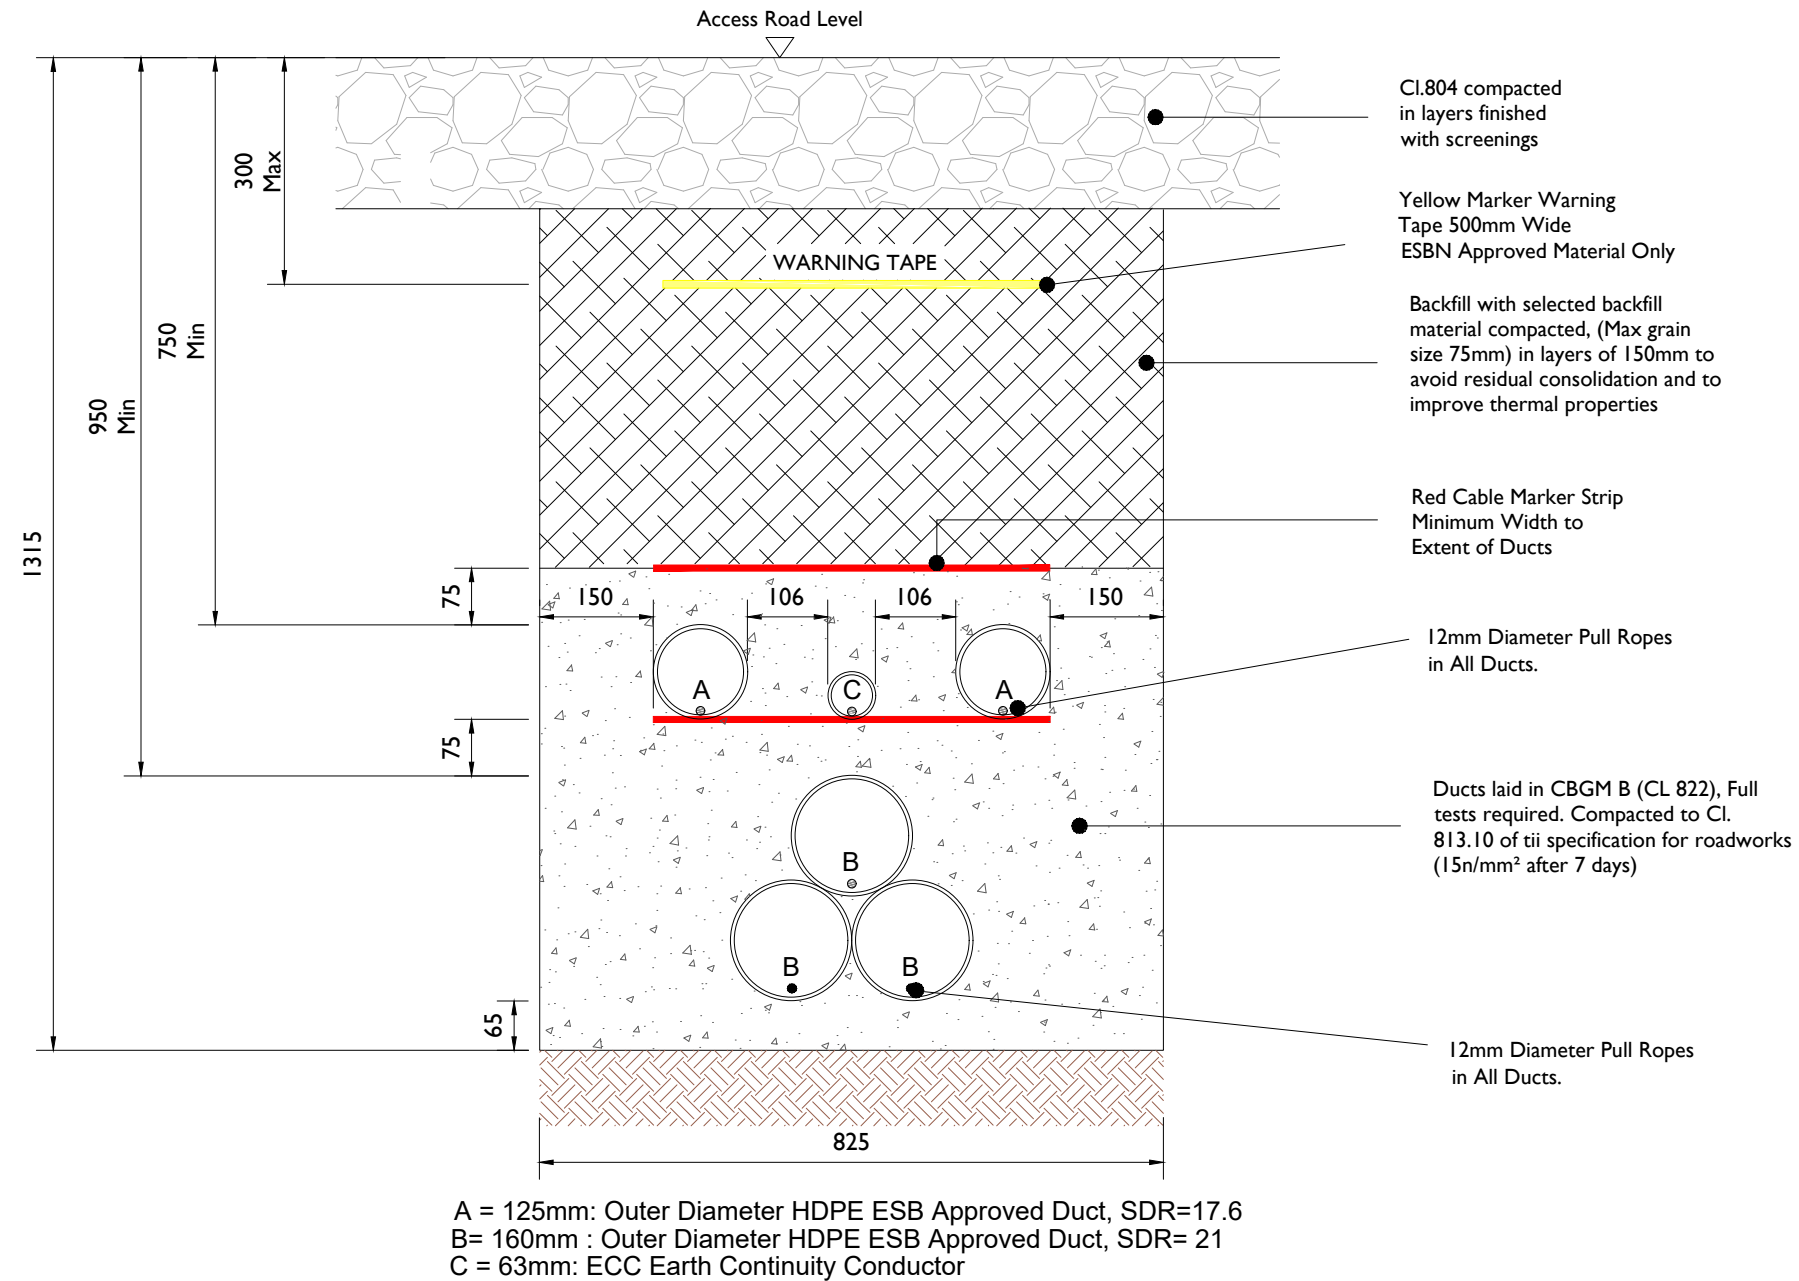 Access Road Level
Cl.804 compacted
in layers finished
with screenings
300
Max
Yellow Marker Warning
Tape 500mm Wide
ESBN Approved Material Only
WARNING TAPE
750
Min
Backfill with selected backfill
material compacted, (Max grain
size 75mm) in layers of 150mm to
avoid residual consolidation and to
improve thermal properties
950
Min
Red Cable Marker Strip
Minimum Width to
Extent of Ducts
1315
75
150
106
106
150
12mm Diameter Pull Ropes
in All Ducts.
A
C
A
75
Ducts laid in CBGM B (CL 822), Full
tests required. Compacted to Cl.
813.10 of tii specification for roadworks
(15n/mm² after 7 days)
B
B
B
65
12mm Diameter Pull Ropes
in All Ducts.
825
A = 125mm: Outer Diameter HDPE ESB Approved Duct, SDR=17.6
B= 160mm : Outer Diameter HDPE ESB Approved Duct, SDR= 21
C = 63mm: ECC Earth Continuity Conductor